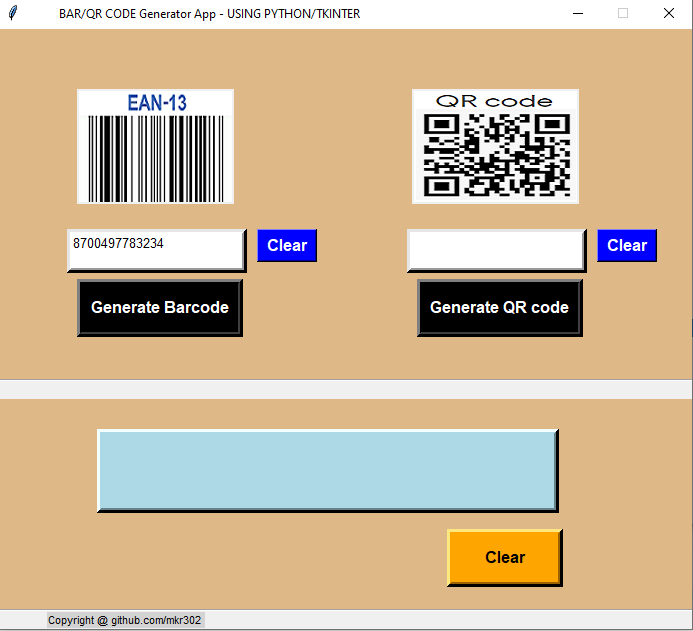 BAR/QR CODE Generator App - USING PYTHON/TKINTER
EAN-13
QR code
8700497783234
Clear
Clear
Generate Barcode
Generate QR code
Clear
Copyright @ github.com/mkr302